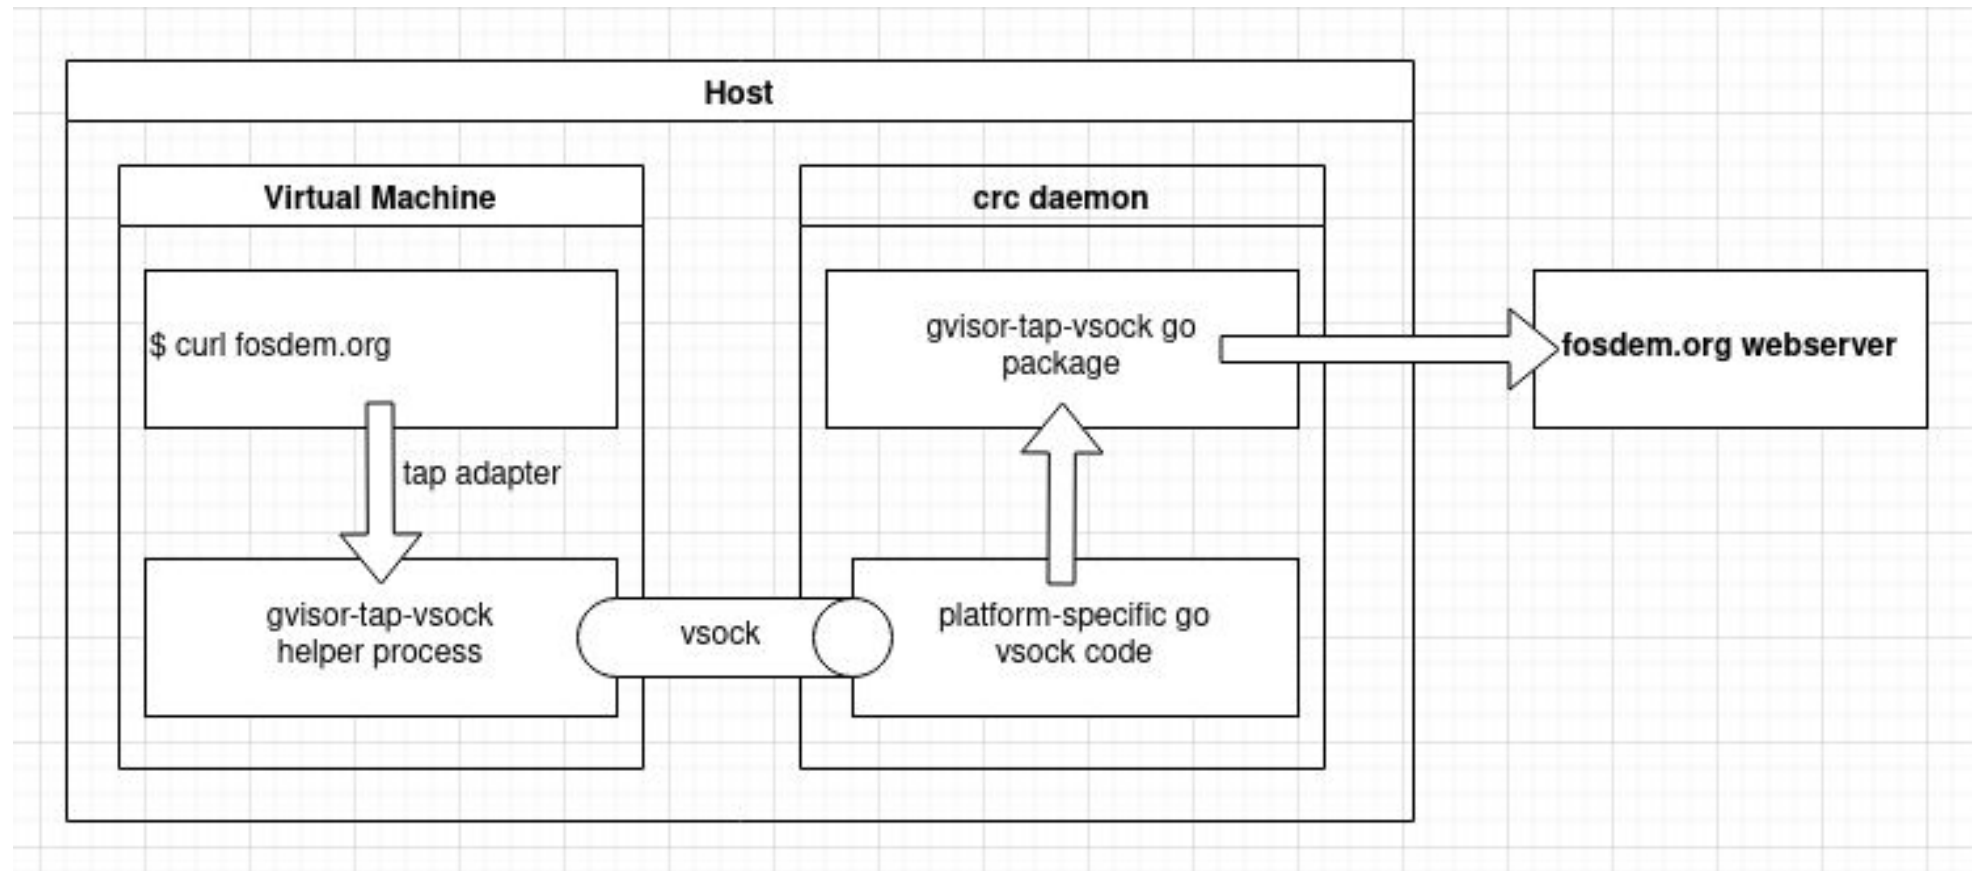 Host
Virtual Machine
$ curl fosdem.org
tap adapter
gvisor-tap-vsock
helper process
vsock
crc daemon
gvisor-tap-vsock go
package
platform-specific go
vsock code
fosdem.org webserver